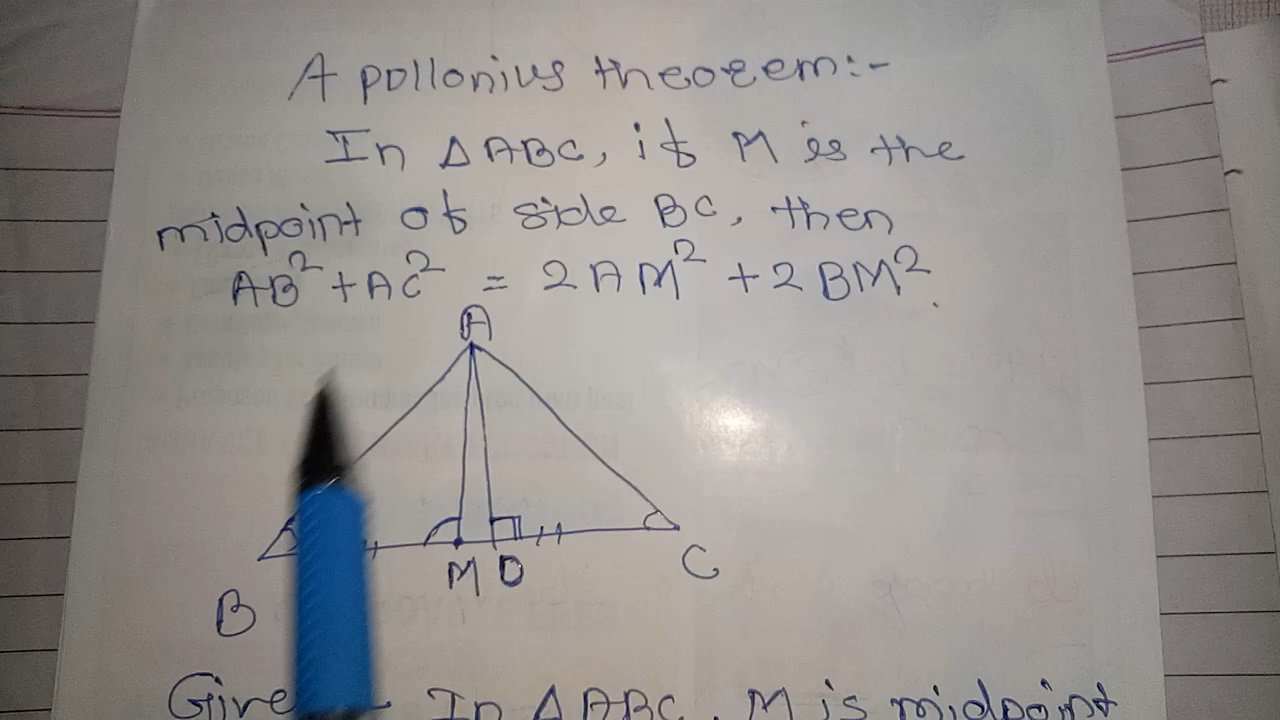 Apollonius theorem:-
In △ABC, if M is the
midpoint of side BC, then
AB²+AC² = 2AM² + 2BM².
A
M D
C
B
In △ABC, M is midpoint